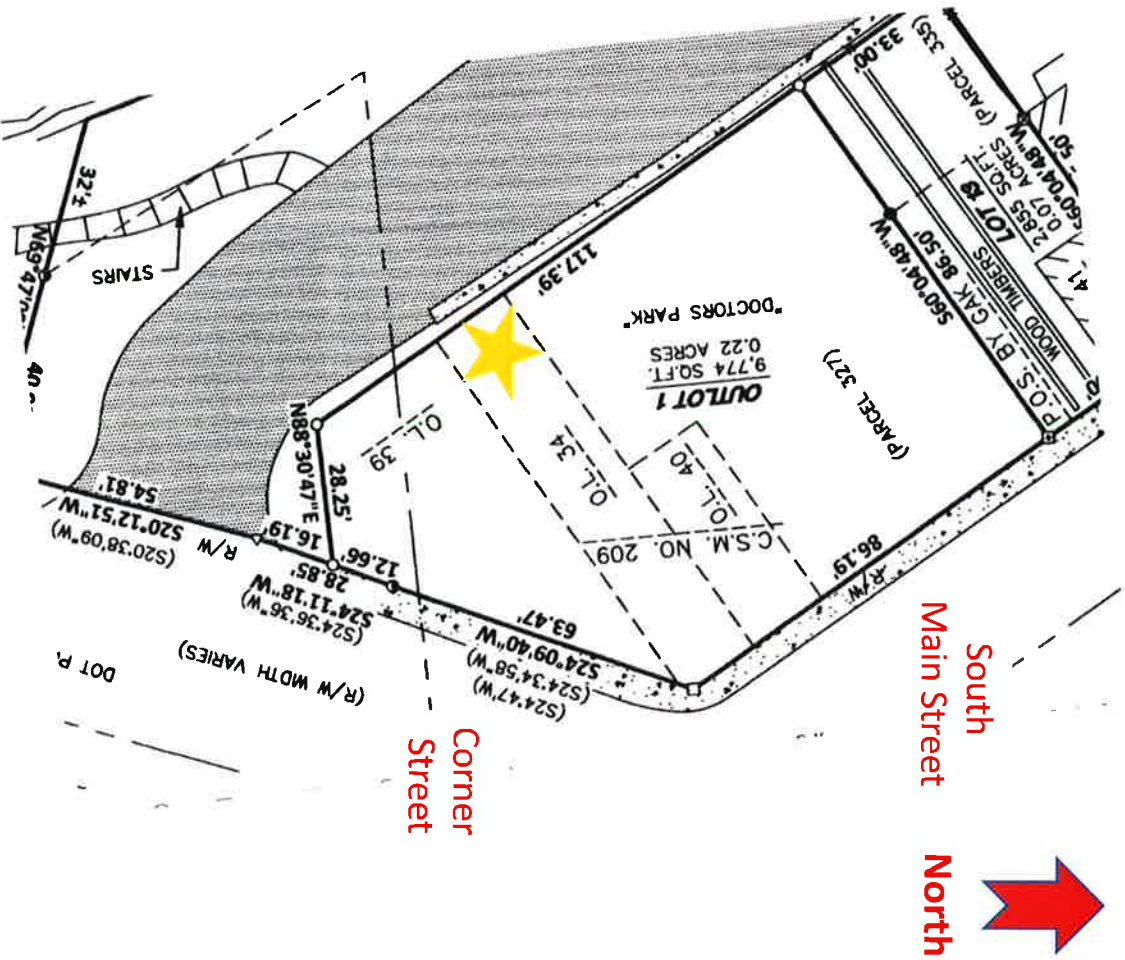 33.00'
(PARCEL 335)
S60°04'48"W
50'
LOT 19
2,855 SQ.FT.
0.07 ACRES
41
WOOD TIMBERS
P.O.S. BY GAK
S60°04'48"W 86.50'
117.39'
"DOCTORS PARK"
OUTLOT 1
9,774 SQ.FT.
0.22 ACRES
(PARCEL 327)
O.L. 39
O.L. 34
O.L. 40
C.S.M. NO. 209
86.19'
R/W
32'±
STAIRS
N88°30'47"E
28.25'
54.81'
S20°12'51"W
(S20°38'09"W)
R/W
16.19'
12.66'
28.85'
S24°11'18"W
(S24°36'36"W)
63.47'
S24°09'40"W
(S24°34'58"W)
(S24°47'W)
(R/W WIDTH VARIES)
DOT
South
Main Street
Corner
Street
North